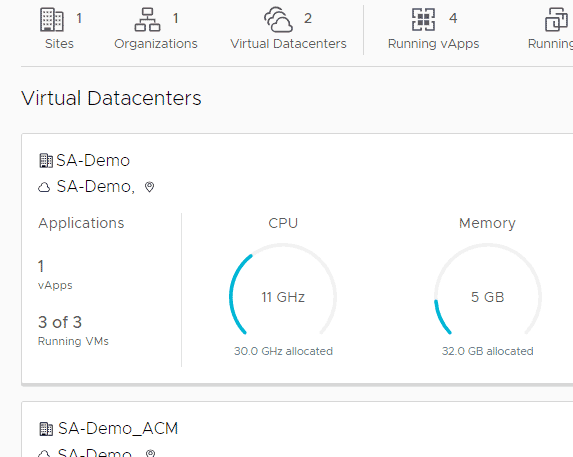 1 1 2 4
Sites Organizations Virtual Datacenters Running vApps Running
Virtual Datacenters
SA-Demo
SA-Demo,
Applications CPU Memory
1
vApps
11 GHz 5 GB
3 of 3
Running VMs
30.0 GHz allocated 32.0 GB allocated
SA-Demo_ACM
SA-Demo,